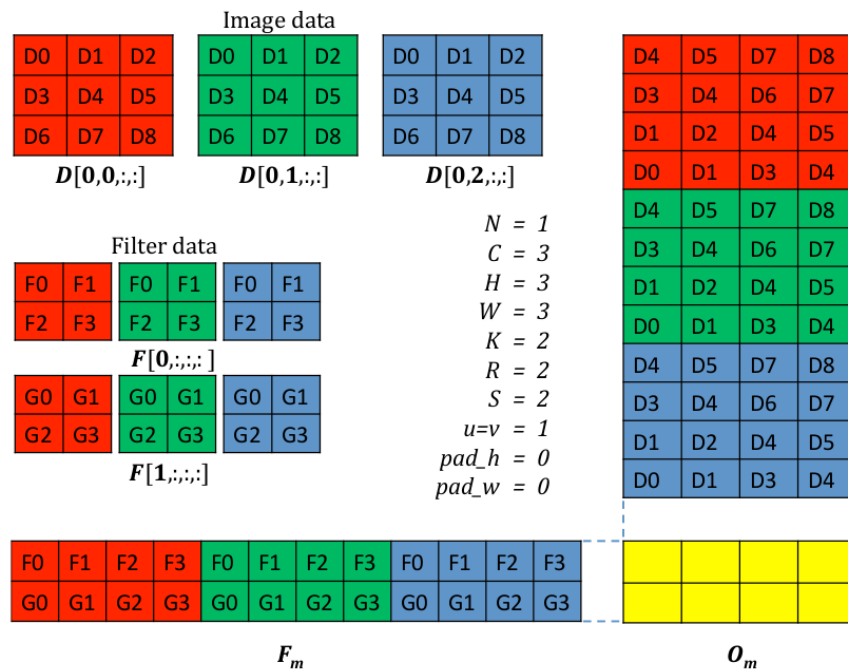 Image data
D0 D1 D2 D0 D1 D2 D0 D1 D2
D3 D4 D5 D3 D4 D5 D3 D4 D5
D6 D7 D8 D6 D7 D8 D6 D7 D8
D[0,0,:,:] D[0,1,:,:] D[0,2,:,:]
Filter data
F0 F1 F0 F1 F0 F1
F2 F3 F2 F3 F2 F3
F[0,:,:,: ]
G0 G1 G0 G1 G0 G1
G2 G3 G2 G3 G2 G3
F[1,:,:,:]
N = 1
C = 3
H = 3
W = 3
K = 2
R = 2
S = 2
u=v = 1
pad_h = 0
pad_w = 0
D4 D5 D7 D8
D3 D4 D6 D7
D1 D2 D4 D5
D0 D1 D3 D4
D4 D5 D7 D8
D3 D4 D6 D7
D1 D2 D4 D5
D0 D1 D3 D4
D4 D5 D7 D8
D3 D4 D6 D7
D1 D2 D4 D5
D0 D1 D3 D4
F0 F1 F2 F3 F0 F1 F2 F3 F0 F1 F2 F3
G0 G1 G2 G3 G0 G1 G2 G3 G0 G1 G2 G3
Fm Om